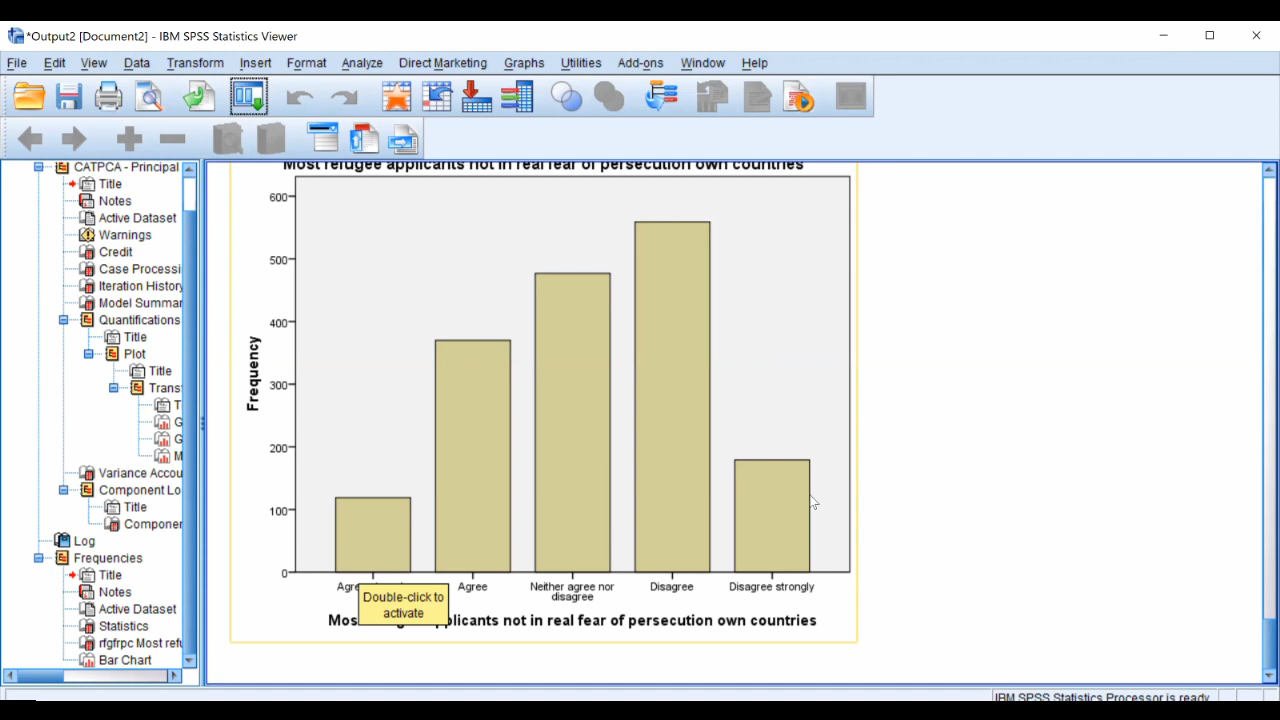 *Output2 [Document2] - IBM SPSS Statistics Viewer
File Edit View Data Transform Insert Format Analyze Direct Marketing Graphs Utilities Add-ons Window Help
CATPCA - Principal
Title
Notes
Active Dataset
Warnings
Credit
Case Processi
Iteration History
Model Summar
Quantifications
Title
Plot
Title
Trans
T
G
G
M
Variance Accou
Component Lo
Title
Componen
Log
Frequencies
Title
Notes
Active Dataset
Statistics
rfgfrpc Most refu
Bar Chart
Most refugee applicants not in real fear of persecution own countries
Frequency
600
500
400
300
200
100
0
Agre Agree Neither agree nor disagree Disagree Disagree strongly
Double-click to
activate
Mos plicants not in real fear of persecution own countries
IBM SPSS Statistics Processor is ready